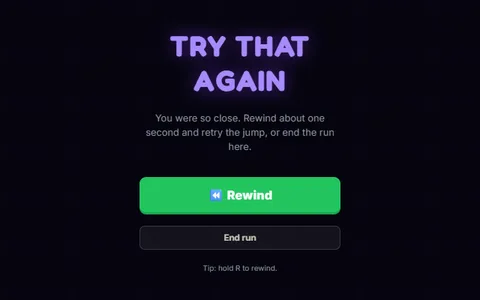 TRY THAT
AGAIN
You were so close. Rewind about one
second and retry the jump, or end the run
here.
⏪ Rewind
End run
Tip: hold R to rewind.